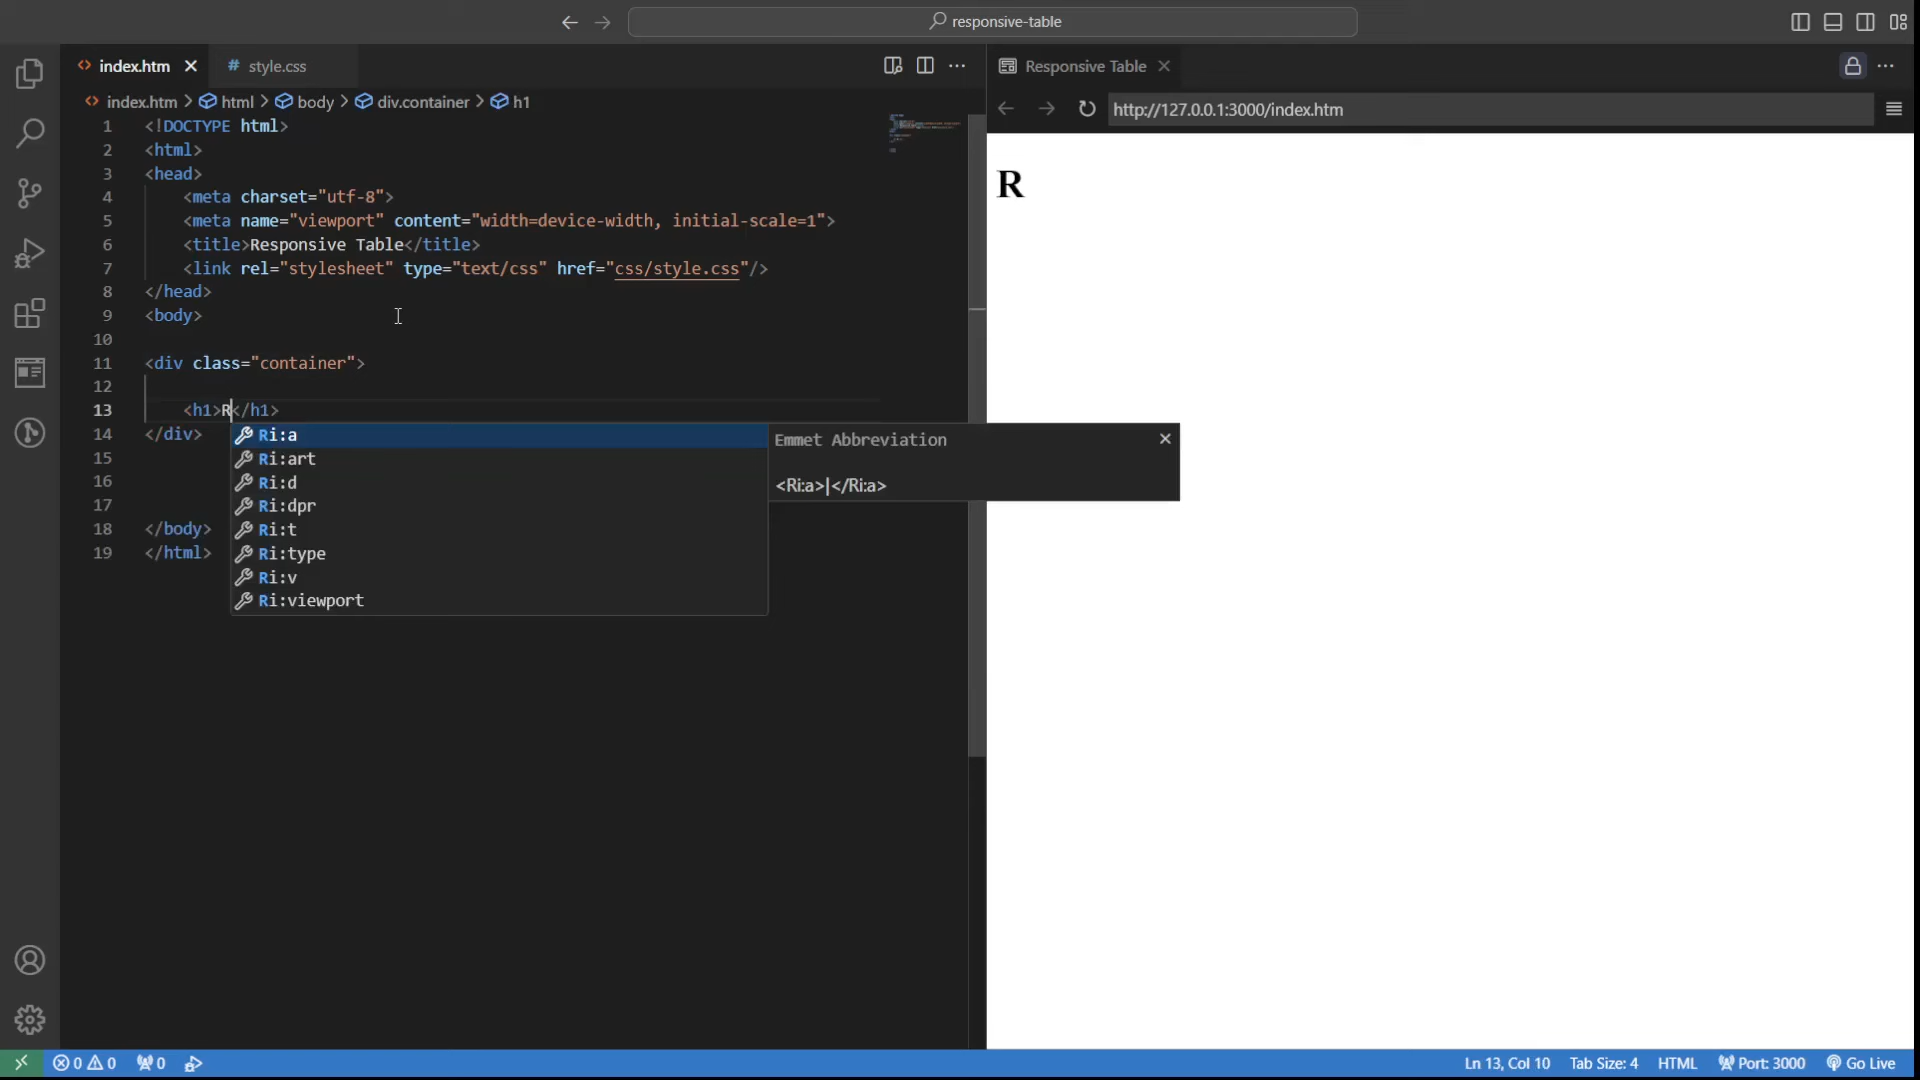 responsive-table
index.htm
# style.css
Responsive Table
index.htm > html > body > div.container > h1
http://127.0.0.1:3000/index.htm
1 <!DOCTYPE html>
2 <html>
3 <head>
4 <meta charset="utf-8">
5 <meta name="viewport" content="width=device-width, initial-scale=1">
6 <title>Responsive Table</title>
7 <link rel="stylesheet" type="text/css" href="css/style.css"/>
8 </head>
9 <body>
10
11 <div class="container">
12
13 <h1>R</h1>
14 </div>
15
16
17
18 </body>
19 </html>
Ri:a
Ri:art
Ri:d
Ri:dpr
Ri:t
Ri:type
Ri:v
Ri:viewport
Emmet Abbreviation
<Ri:a>|</Ri:a>
R
0 0 0
Ln 13, Col 10 Tab Size: 4 HTML Port: 3000 Go Live